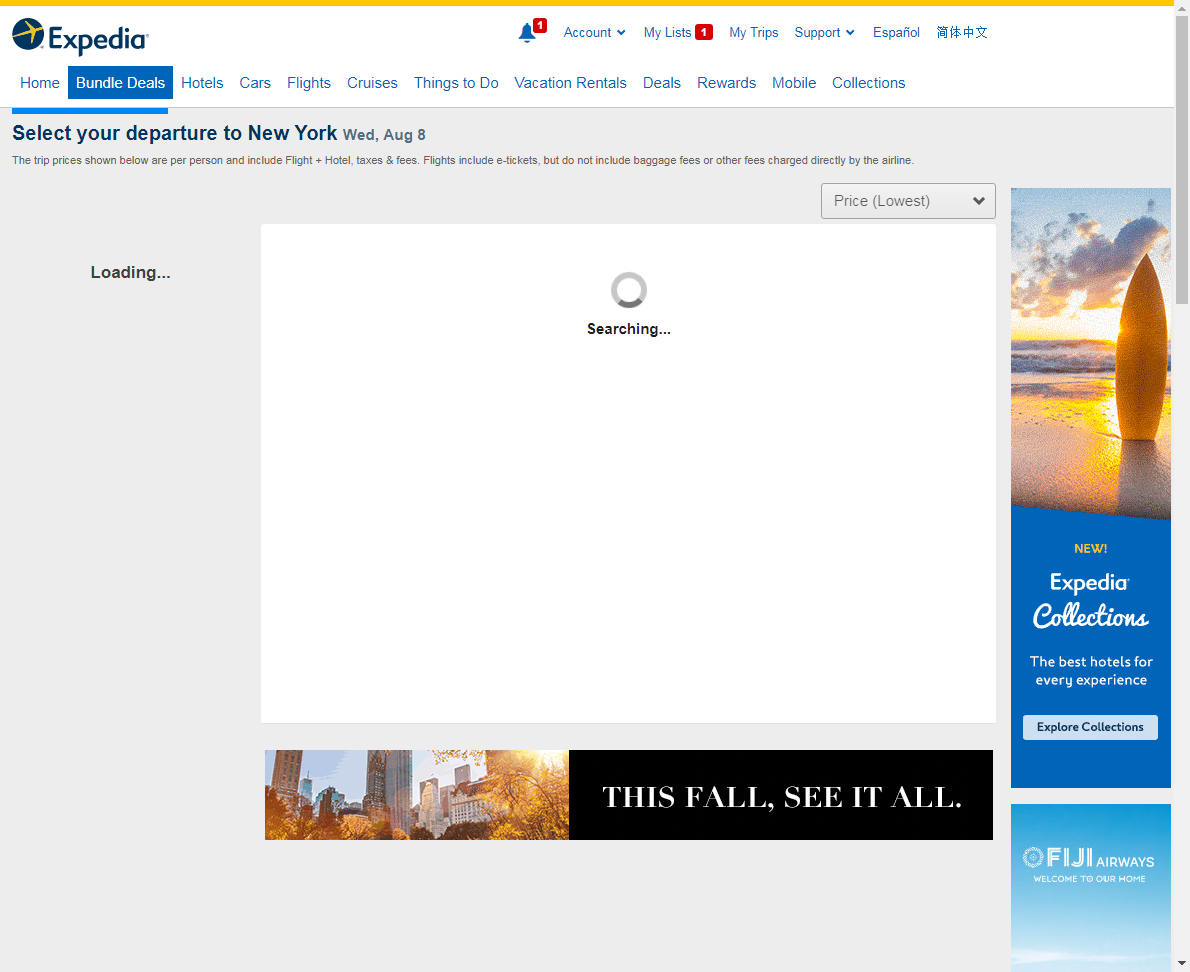 Expedia
1
Account
My Lists 1
My Trips
Support
Español
简体中文
Home
Bundle Deals
Hotels
Cars
Flights
Cruises
Things to Do
Vacation Rentals
Deals
Rewards
Mobile
Collections
Select your departure to New York Wed, Aug 8
The trip prices shown below are per person and include Flight + Hotel, taxes & fees. Flights include e-tickets, but do not include baggage fees or other fees charged directly by the airline.
Price (Lowest)
Loading...
Searching...
NEW!
Expedia
Collections
The best hotels for
every experience
Explore Collections
THIS FALL, SEE IT ALL.
FIJI AIRWAYS
WELCOME TO OUR HOME